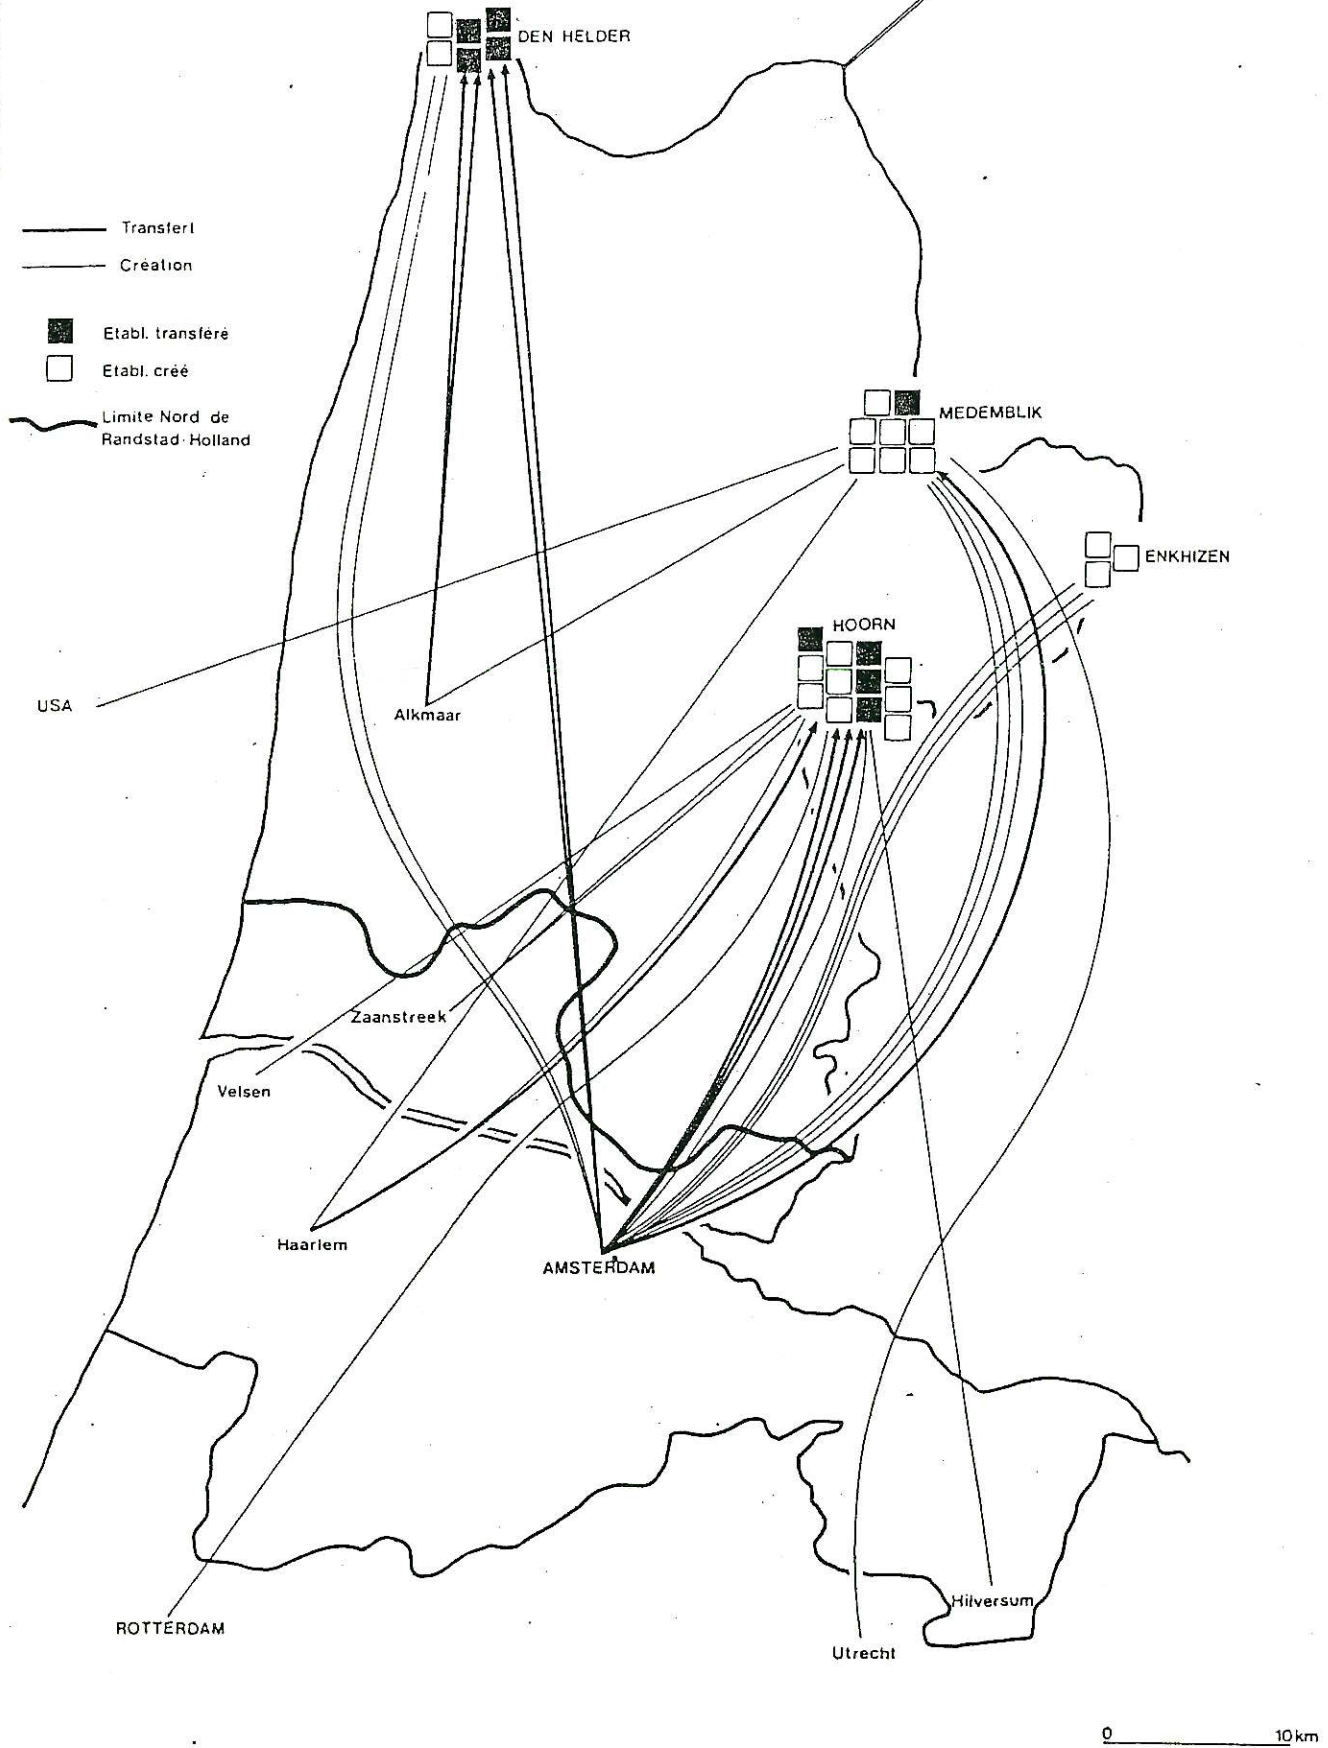 DEN HELDER
Transfert
Création
Etabl. transféré
Etabl. créé
Limite Nord de
Randstad-Holland
MEDEMBLIK
ENKHIZEN
HOORN
USA
Alkmaar
Zaanstreek
Velsen
Haarlem
AMSTERDAM
Hilversum
ROTTERDAM
Utrecht
0 10 km